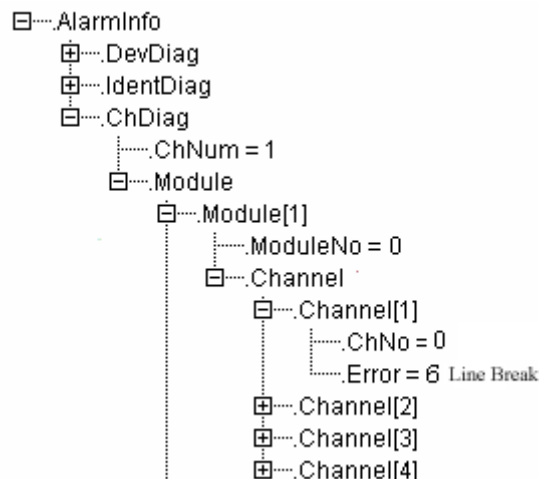 .AlarmInfo
.DevDiag
.IdentDiag
.ChDiag
.ChNum = 1
.Module
.Module[1]
.ModuleNo = 0
.Channel
.Channel[1]
.ChNo = 0
.Error = 6 Line Break
.Channel[2]
.Channel[3]
.Channel[4]